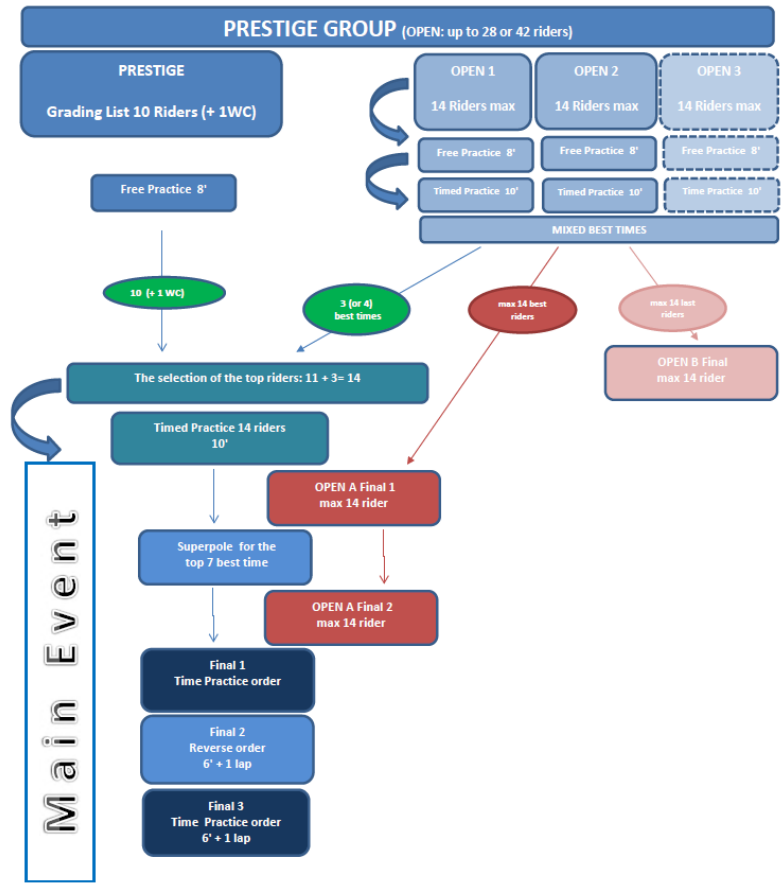 PRESTIGE GROUP (OPEN: up to 28 or 42 riders)
PRESTIGE
Grading List 10 Riders (+ 1WC)
OPEN 1
14 Riders max
OPEN 2
14 Riders max
OPEN 3
14 Riders max
Free Practice 8'
Free Practice 8'
Free Practice 8'
Timed Practice 10'
Timed Practice 10'
Time Practice 10'
MIXED BEST TIMES
Free Practice 8'
10 (+ 1 WC)
3 (or 4)
best times
max 14 best
riders
max 14 last
riders
OPEN B Final
max 14 rider
The selection of the top riders: 11 + 3= 14
Timed Practice 14 riders
10'
OPEN A Final 1
max 14 rider
Superpole for the
top 7 best time
OPEN A Final 2
max 14 rider
Final 1
Time Practice order
Final 2
Reverse order
6' + 1 lap
Final 3
Time Practice order
6' + 1 lap
Main Event